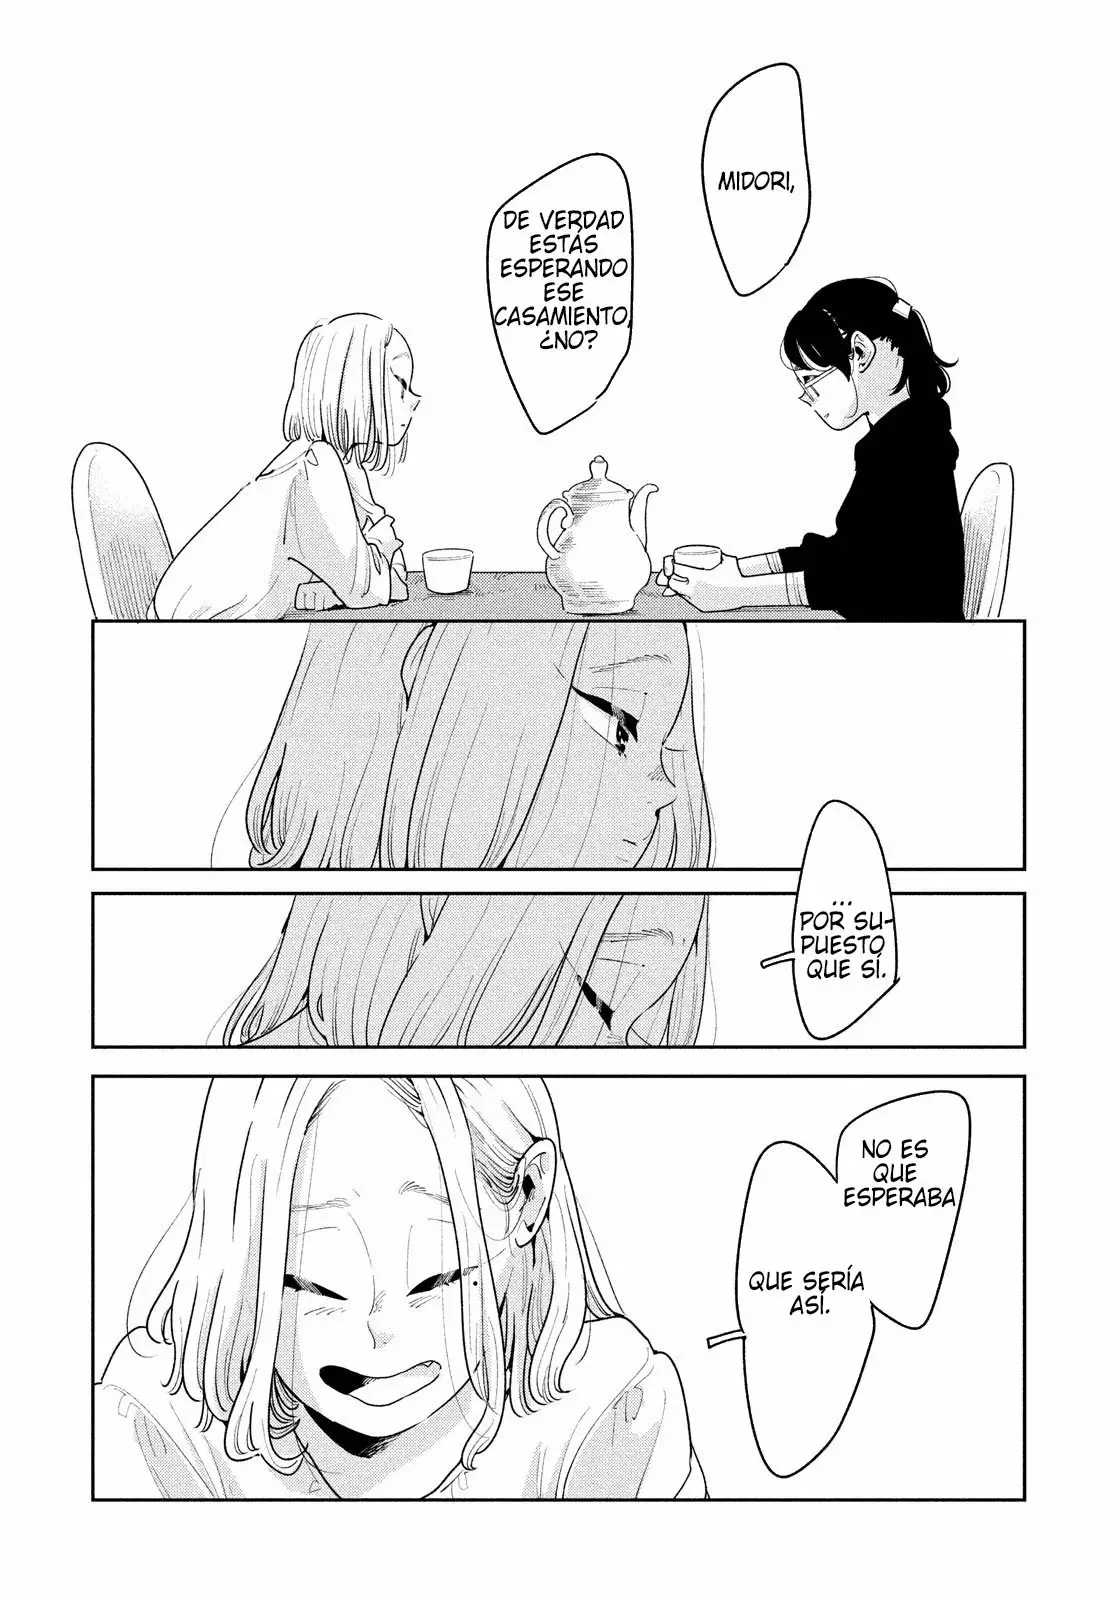 MIDORI,
DE VERDAD
ESTÁS
ESPERANDO
ESE
CASAMIENTO,
¿NO?
...
POR SU-
PUESTO
QUE SÍ.
NO ES
QUE
ESPERABA
QUE SERÍA
ASÍ.